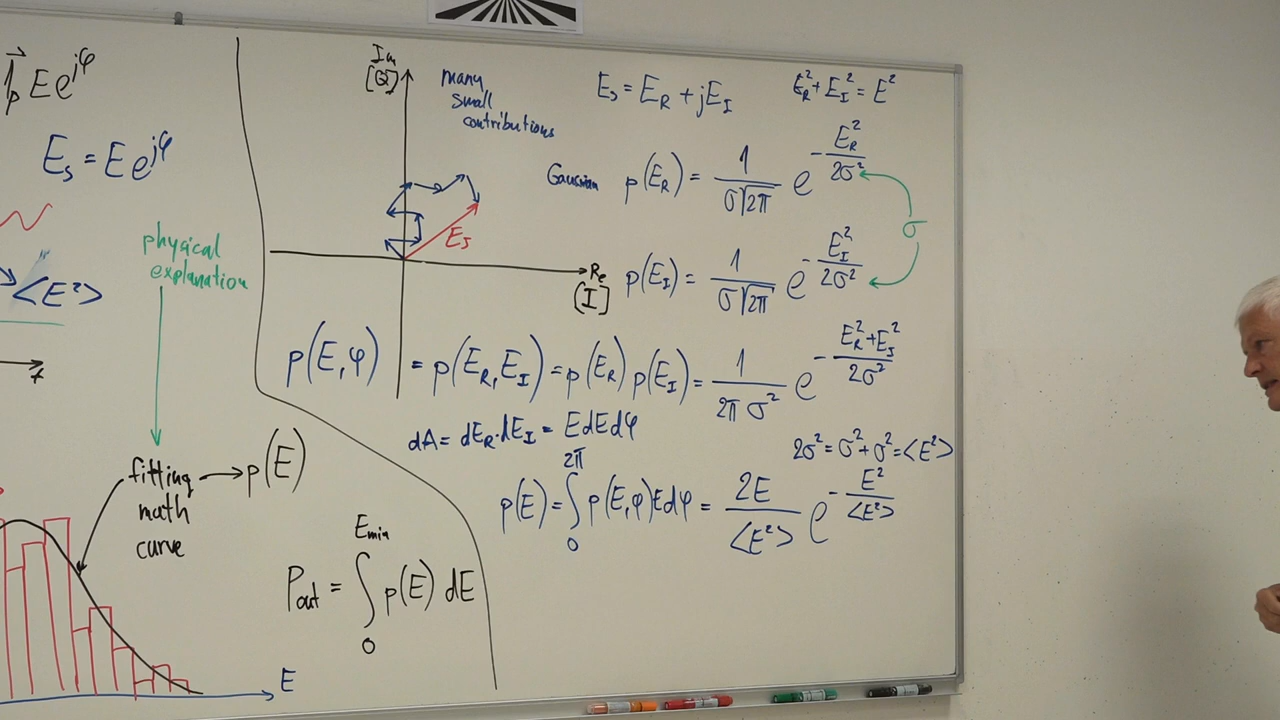 1⃗ₚ E e^{jφ}
E_s = E e^{jφ}
physical
explanation
<E²>
fitting → p(E)
math
curve
E
P_out = ∫₀^{E_min} p(E) dE
Im
[Q]
many
small
contributions
E_s
Re
[I]
E_s = E_R + jE_I
E_R² + E_I² = E²
Gaussian p(E_R) = 1/(σ√2π) e^{-E_R²/2σ²}
σ
p(E_I) = 1/(σ√2π) e^{-E_I²/2σ²}
p(E,φ) = p(E_R, E_I) = p(E_R) p(E_I) = 1/(2π σ²) e^{-(E_R²+E_I²)/2σ²}
dA = dE_R·dE_I = E dE dφ
2σ² = σ² + σ² = <E²>
p(E) = ∫₀^{2π} p(E,φ) E dφ = 2E/<E²> e^{-E²/<E²>}